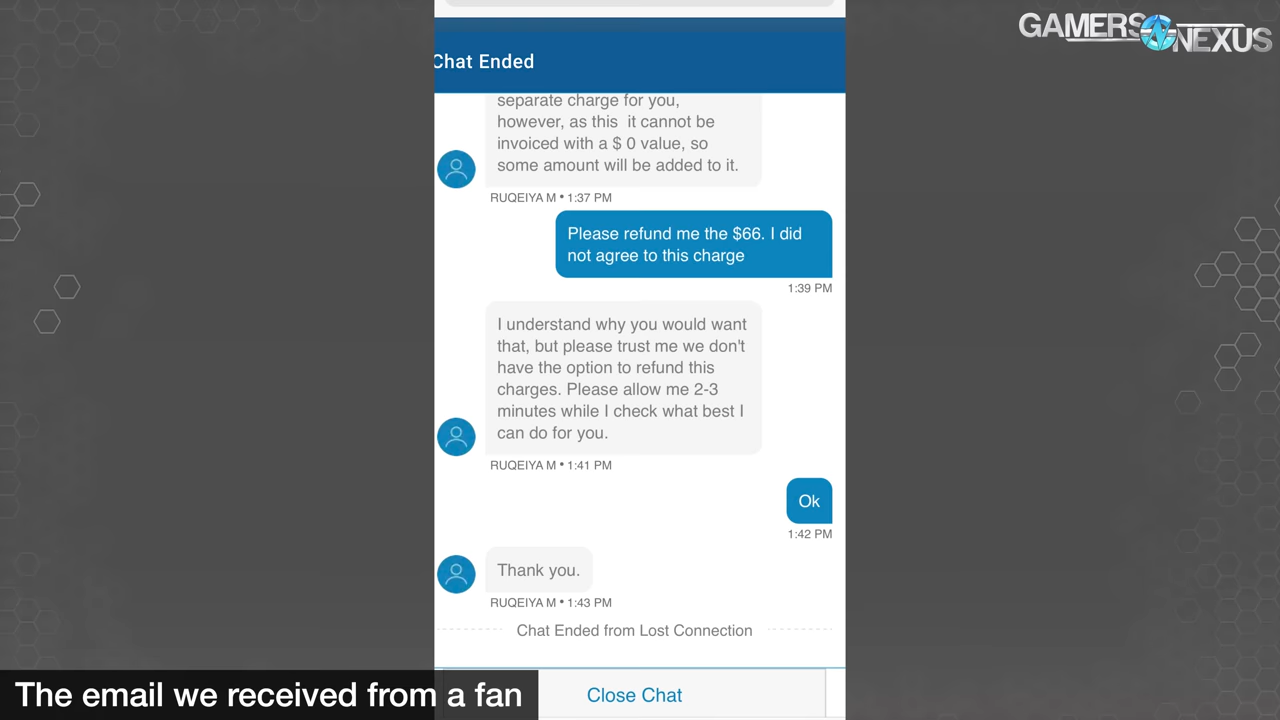 GAMERS NEXUS
Chat Ended
separate charge for you,
however, as this  it cannot be
invoiced with a $ 0 value, so
some amount will be added to it.
RUQEIYA M • 1:37 PM
Please refund me the $66. I did
not agree to this charge
1:39 PM
I understand why you would want
that, but please trust me we don't
have the option to refund this
charges. Please allow me 2-3
minutes while I check what best I
can do for you.
RUQEIYA M • 1:41 PM
Ok
1:42 PM
Thank you.
RUQEIYA M • 1:43 PM
Chat Ended from Lost Connection
Close Chat
The email we received from a fan